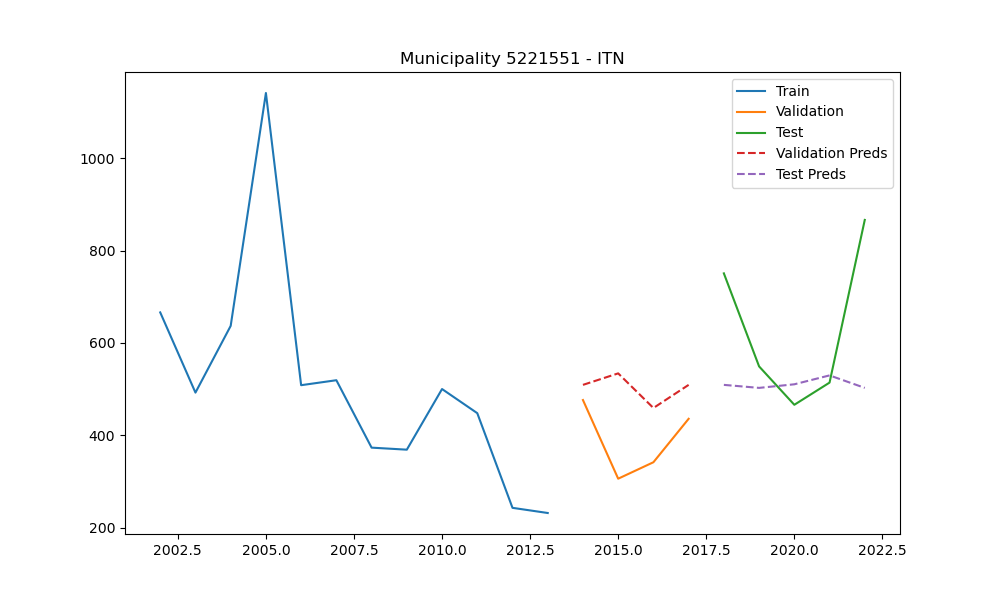 Municipality 5221551 - ITN
Train
Validation
Test
Validation Preds
Test Preds
1000
800
600
400
200
2002.5 2005.0 2007.5 2010.0 2012.5 2015.0 2017.5 2020.0 2022.5